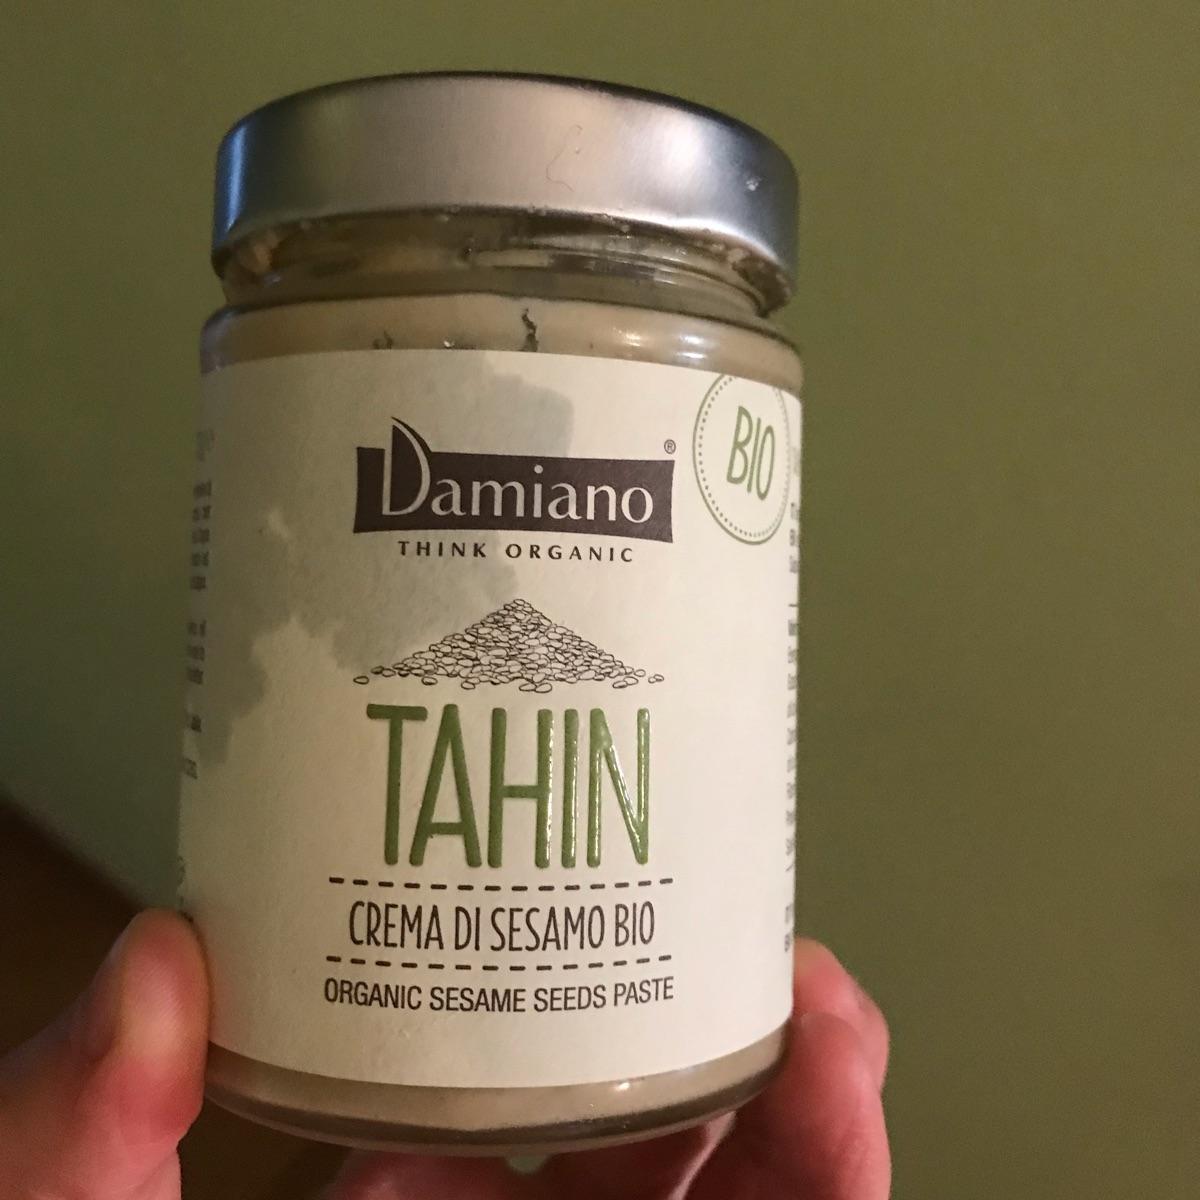 Damiano®
THINK ORGANIC
BIO
TAHIN
CREMA DI SESAMO BIO
ORGANIC SESAME SEEDS PASTE